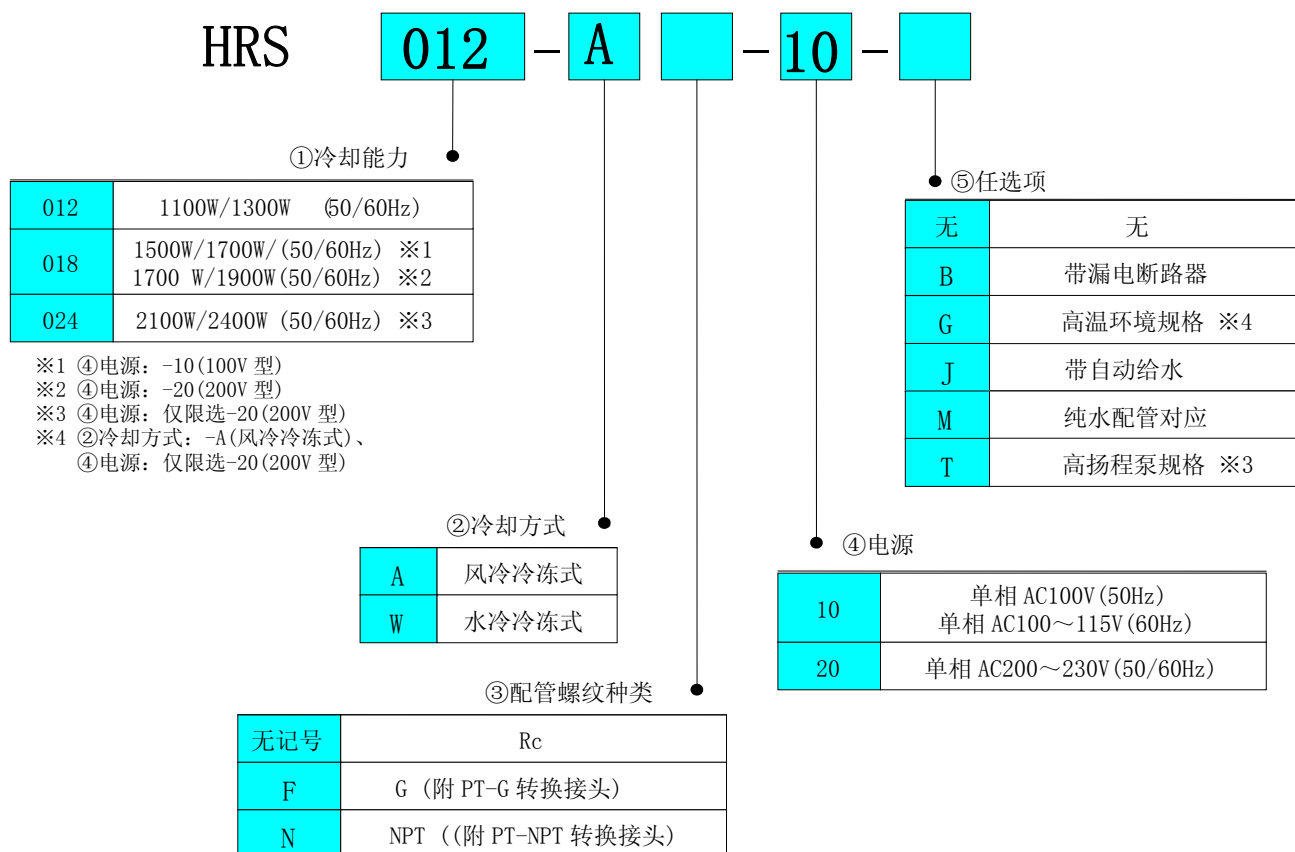 HRS 012 - A - 10 -
①冷却能力
012 1100W/1300W (50/60Hz)
018 1500W/1700W/(50/60Hz) ※1
1700 W/1900W(50/60Hz) ※2
024 2100W/2400W (50/60Hz) ※3
※1 ④电源: -10(100V 型)
※2 ④电源: -20(200V 型)
※3 ④电源: 仅限选-20(200V 型)
※4 ②冷却方式: -A(风冷冷冻式)、
④电源: 仅限选-20(200V 型)
⑤任选项
无 无
B 带漏电断路器
G 高温环境规格 ※4
J 带自动给水
M 纯水配管对应
T 高扬程泵规格 ※3
②冷却方式
A 风冷冷冻式
W 水冷冷冻式
④电源
10 单相 AC100V(50Hz)
单相 AC100～115V(60Hz)
20 单相 AC200～230V(50/60Hz)
③配管螺纹种类
无记号 Rc
F G (附 PT-G 转换接头)
N NPT ((附 PT-NPT 转换接头)